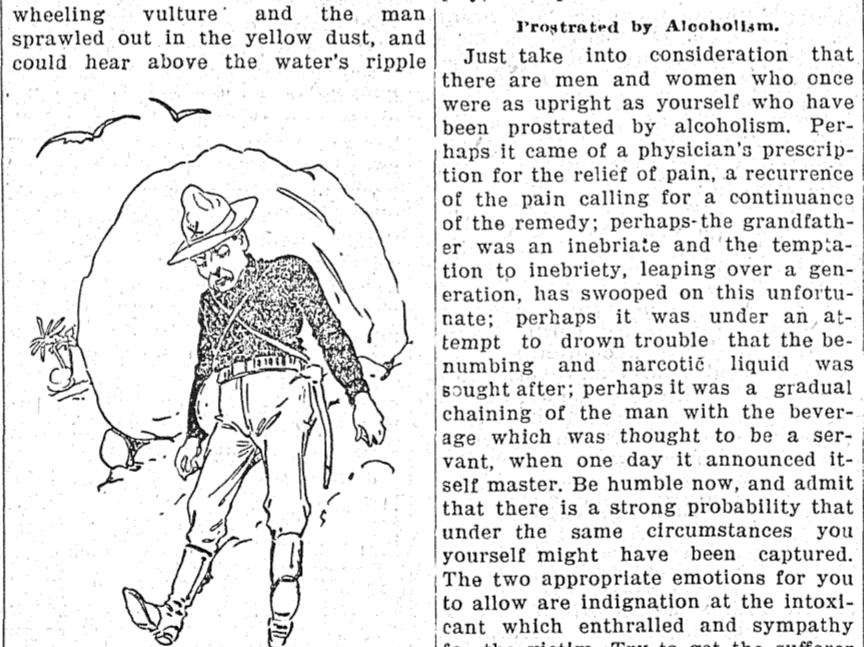 wheeling vulture and the man
sprawled out in the yellow dust, and
could hear above the water's ripple
Prostrated by Alcoholism.
Just take into consideration that
there are men and women who once
were as upright as yourself who have
been prostrated by alcoholism. Per-
haps it came of a physician's prescrip-
tion for the relief of pain, a recurrence
of the pain calling for a continuance
of the remedy; perhaps the grandfath-
er was an inebriate and the tempta-
tion to inebriety, leaping over a gen-
eration, has swooped on this unfortu-
nate; perhaps it was under an at-
tempt to drown trouble that the be-
numbing and narcotic liquid was
sought after; perhaps it was a gradual
chaining of the man with the bever-
age which was thought to be a ser-
vant, when one day it announced it-
self master. Be humble now, and admit
that there is a strong probability that
under the same circumstances you
yourself might have been captured.
The two appropriate emotions for you
to allow are indignation at the intoxi-
cant which enthralled and sympathy